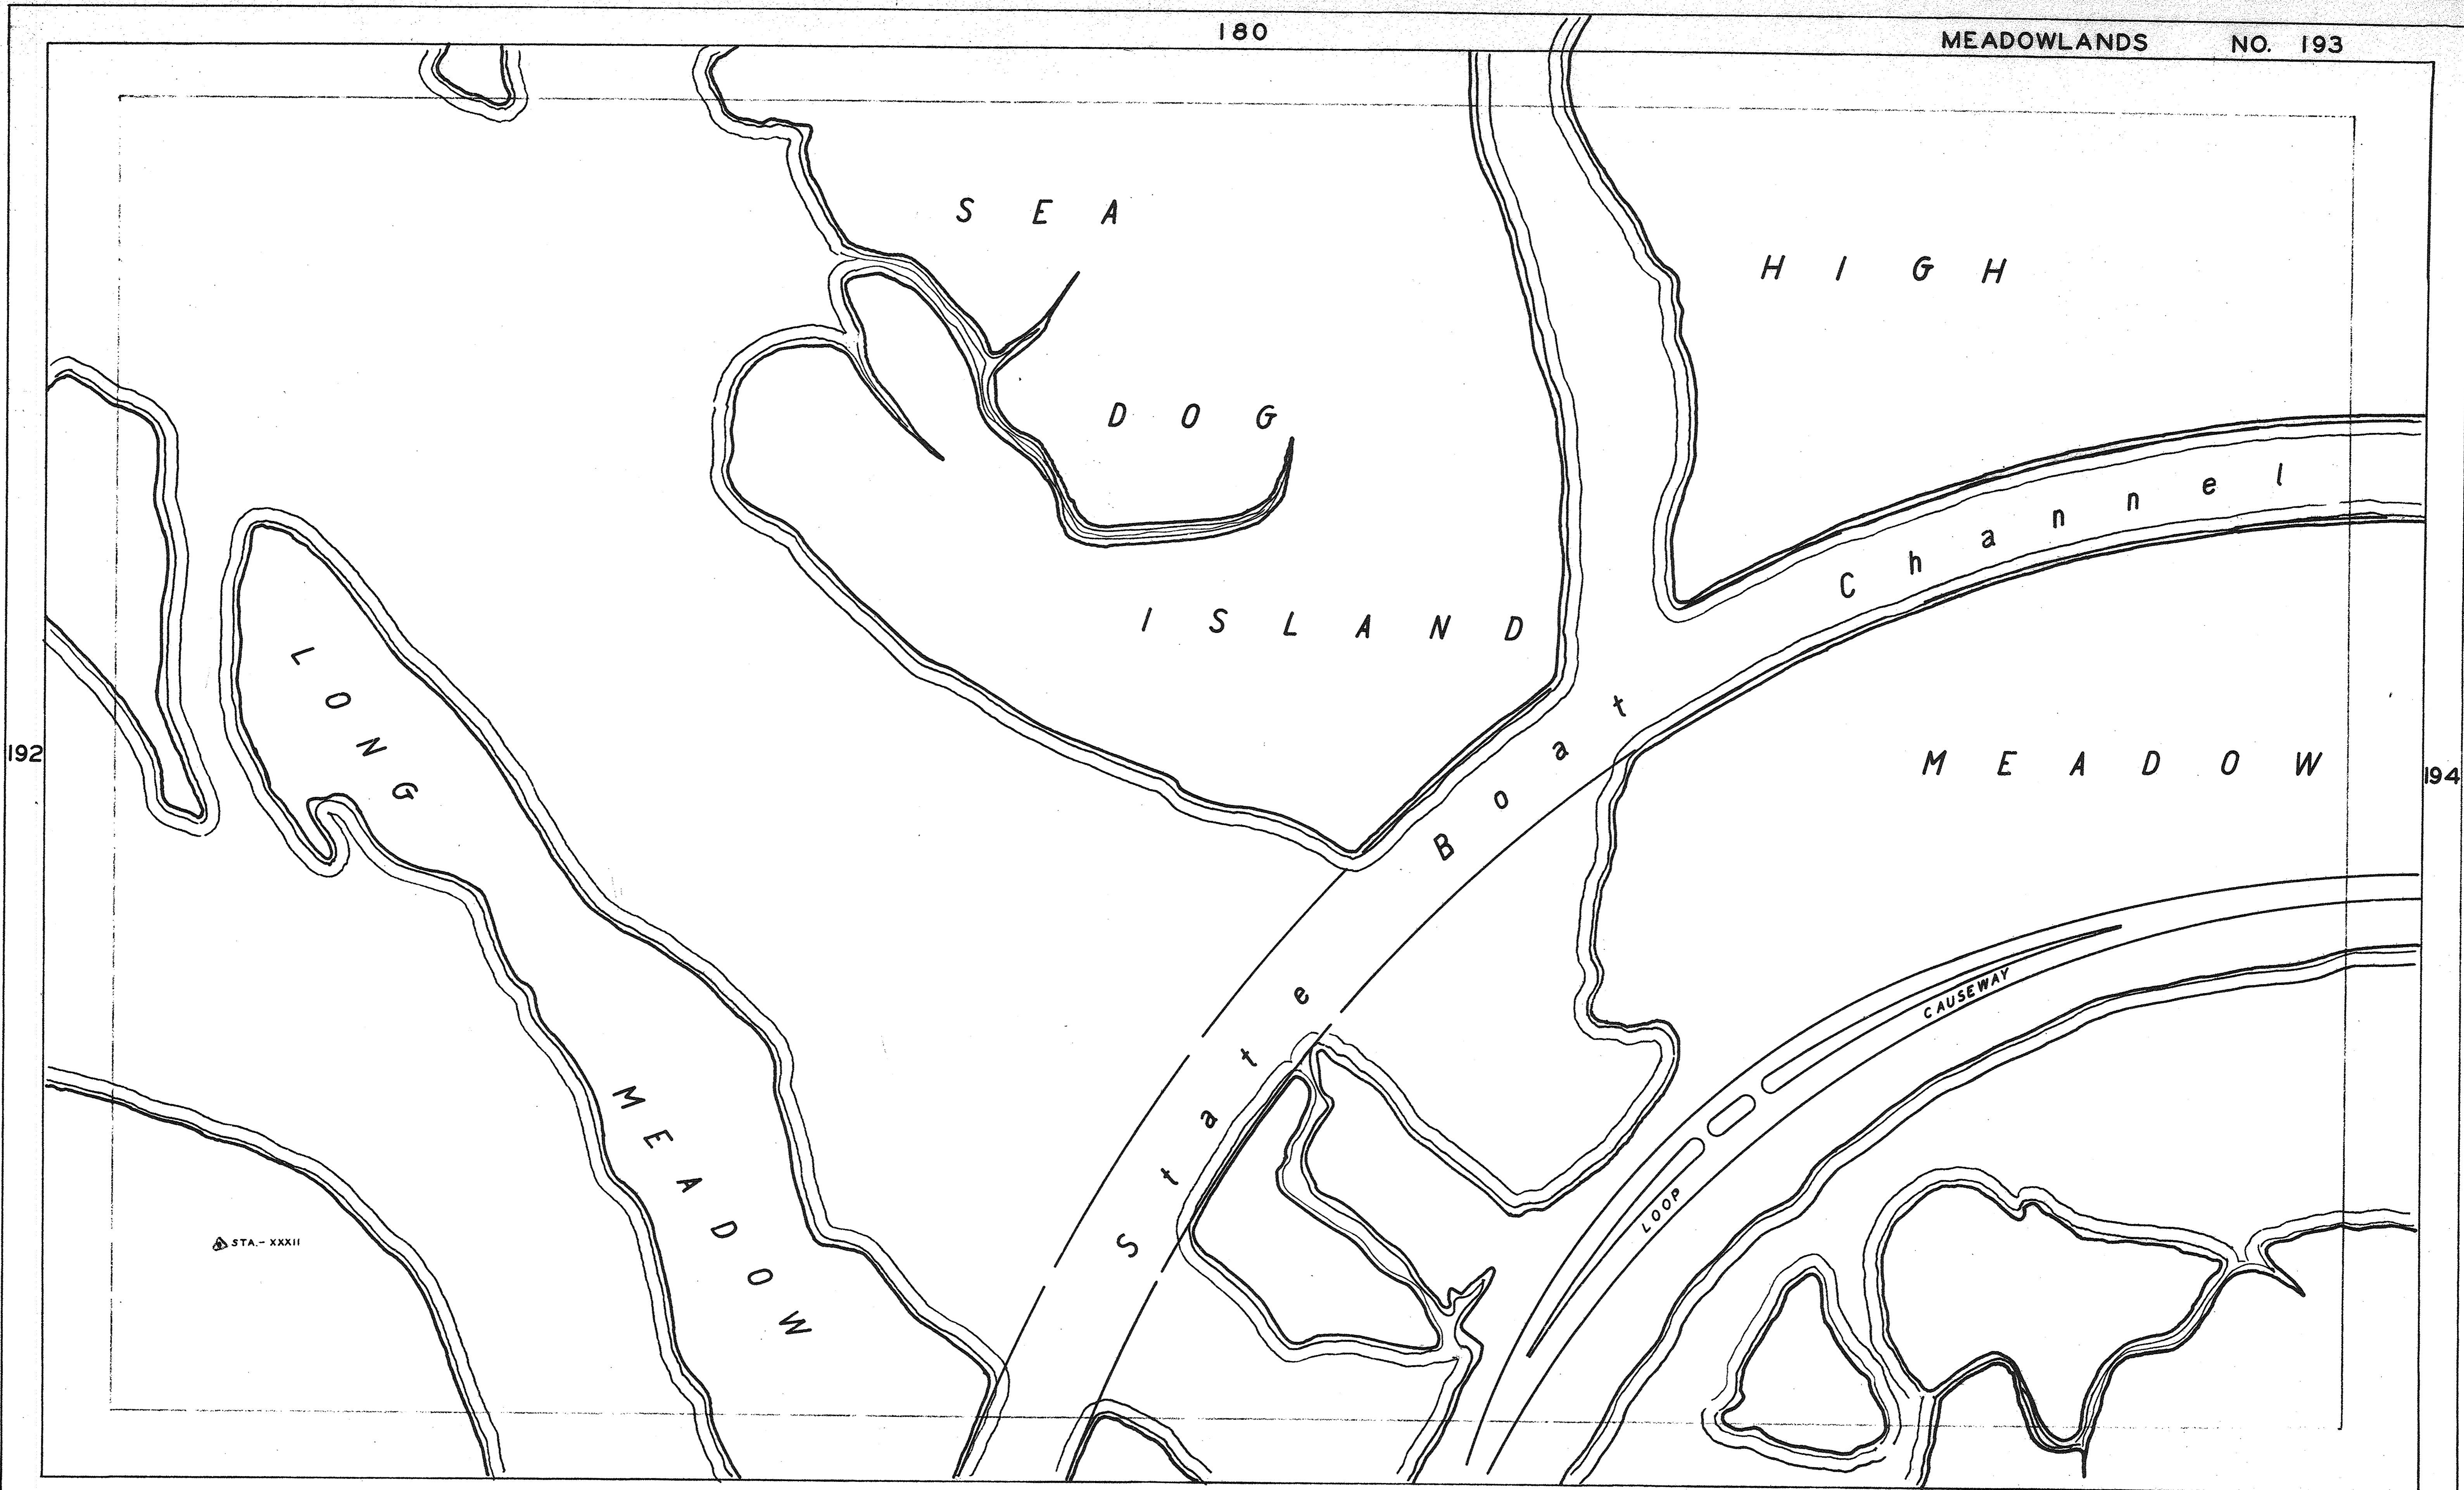 180
MEADOWLANDS NO. 193
SEA
DOG
ISLAND
HIGH
MEADOW
State Boat Channel
LONG
MEADOW
192
194
LOOP CAUSEWAY
STA.- XXXII